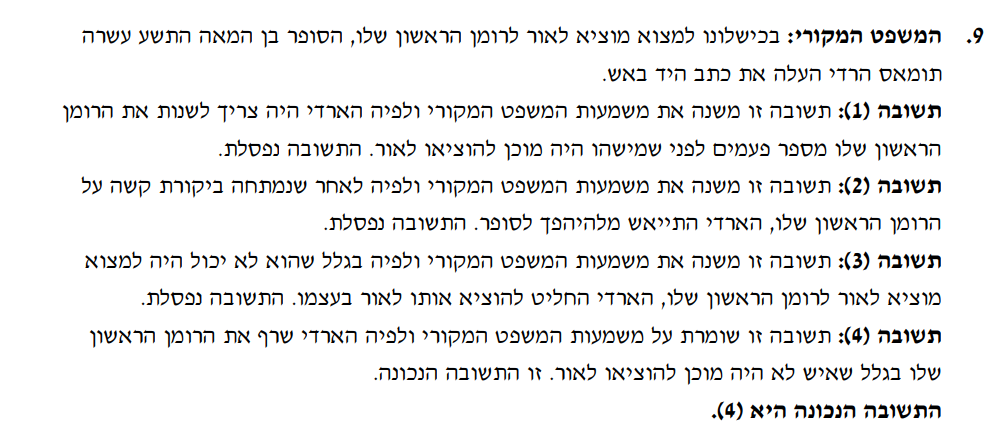 9. המשפט המקורי: בכישלונו למצוא מוציא לאור לרומן הראשון שלו, הסופר בן המאה התשע עשרה
תומאס הרדי העלה את כתב היד באש.
תשובה (1): תשובה זו משנה את משמעות המשפט המקורי ולפיה הארדי היה צריך לשנות את הרומן
הראשון שלו מספר פעמים לפני שמישהו היה מוכן להוציאו לאור. התשובה נפסלת.
תשובה (2): תשובה זו משנה את משמעות המשפט המקורי ולפיה לאחר שנמתחה ביקורת קשה על
הרומן הראשון שלו, הארדי התייאש מלהיהפך לסופר. התשובה נפסלת.
תשובה (3): תשובה זו משנה את משמעות המשפט המקורי ולפיה בגלל שהוא לא יכול היה למצוא
מוציא לאור לרומן הראשון שלו, הארדי החליט להוציא אותו לאור בעצמו. התשובה נפסלת.
תשובה (4): תשובה זו שומרת על משמעות המשפט המקורי ולפיה הארדי שרף את הרומן הראשון
שלו בגלל שאיש לא היה מוכן להוציאו לאור. זו התשובה הנכונה.
התשובה הנכונה היא (4).